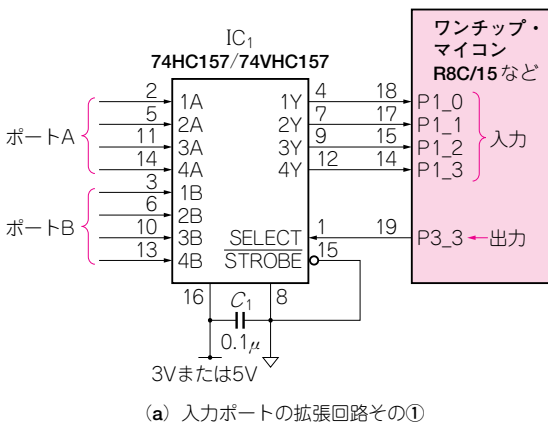 IC₁
74HC157/74VHC157
ワンチップ・
マイコン
R8C/15など
ポートA
2 1A 1Y 4 18 P1_0
5 2A 2Y 7 17 P1_1
11 3A 3Y 9 15 P1_2
14 4A 4Y 12 14 P1_3
入力
ポートB
3 1B
6 2B
10 3B SELECT 1 19 P3_3 出力
13 4B STROBE 15
16 8
C₁
0.1μ
3Vまたは5V
(a) 入力ポートの拡張回路その①